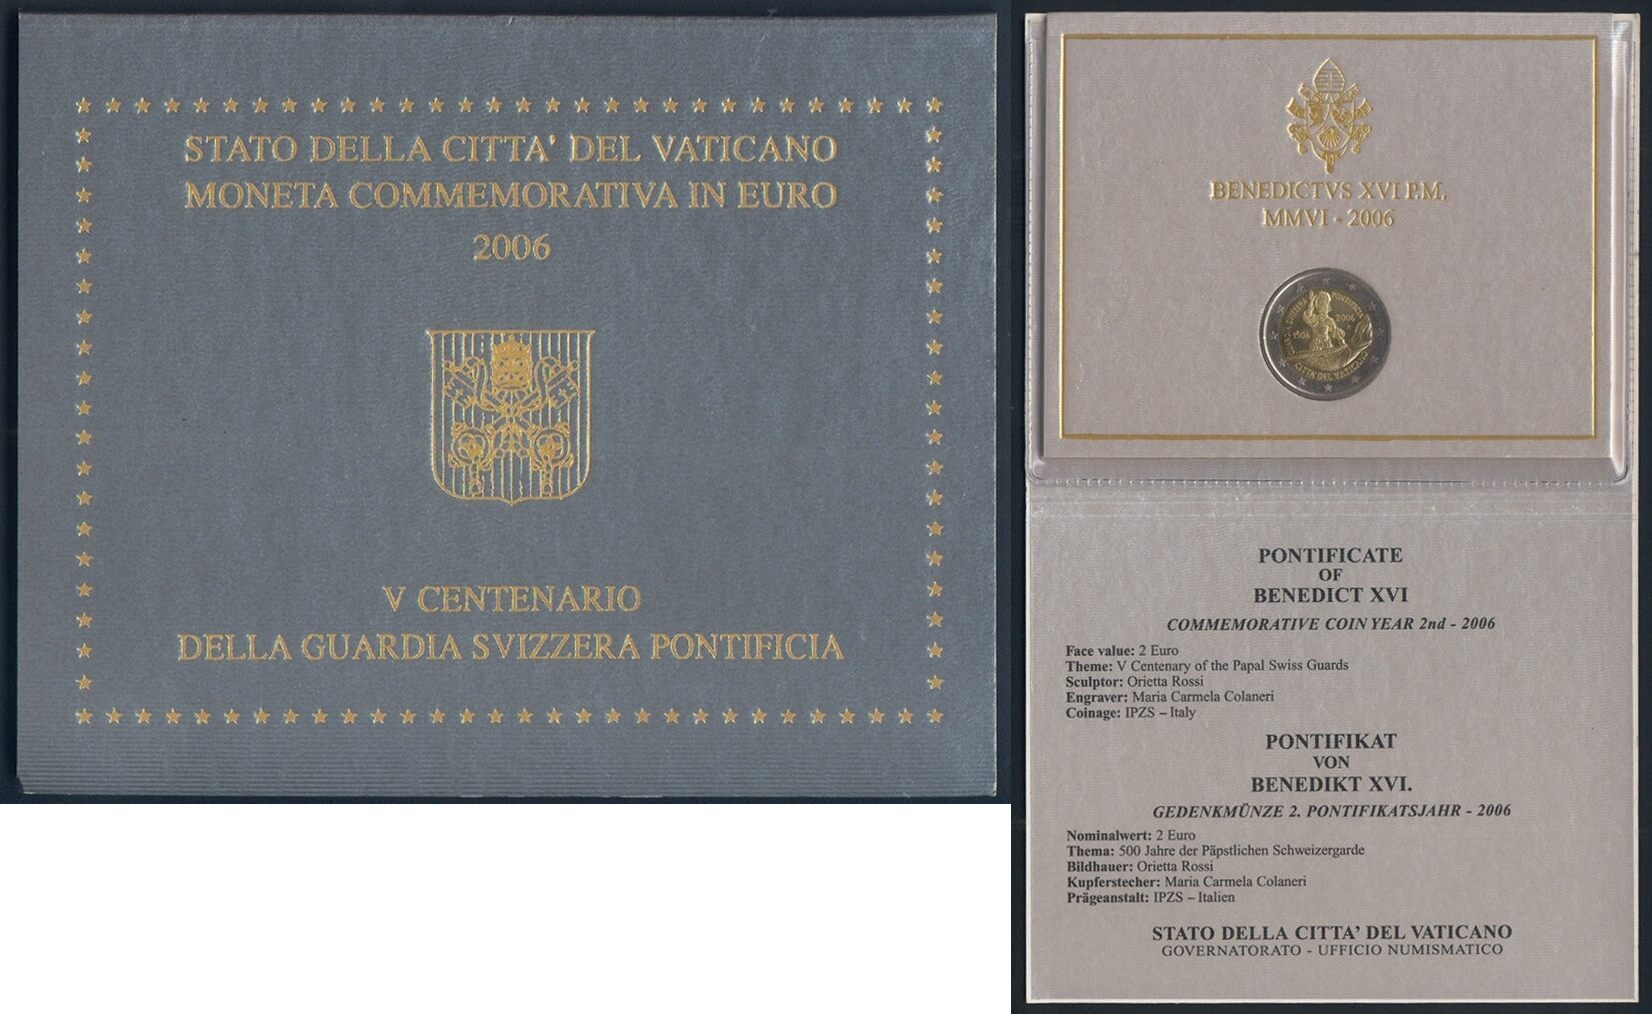 STATO DELLA CITTA' DEL VATICANO
MONETA COMMEMORATIVA IN EURO
2006
V CENTENARIO
DELLA GUARDIA SVIZZERA PONTIFICIA
BENEDICTVS XVI P.M.
MMVI - 2006
PONTIFICIA
1506
2006
CITTÀ DEL VATICANO
PONTIFICATE
OF
BENEDICT XVI
COMMEMORATIVE COIN YEAR 2nd - 2006
Face value: 2 Euro
Theme: V Centenary of the Papal Swiss Guards
Sculptor: Orietta Rossi
Engraver: Maria Carmela Colaneri
Coinage: IPZS – Italy
PONTIFIKAT
VON
BENEDIKT XVI.
GEDENKMÜNZE 2. PONTIFIKATSJAHR - 2006
Nominalwert: 2 Euro
Thema: 500 Jahre der Päpstlichen Schweizergarde
Bildhauer: Orietta Rossi
Kupferstecher: Maria Carmela Colaneri
Prägeanstalt: IPZS – Italien
STATO DELLA CITTA' DEL VATICANO
GOVERNATORATO - UFFICIO NUMISMATICO